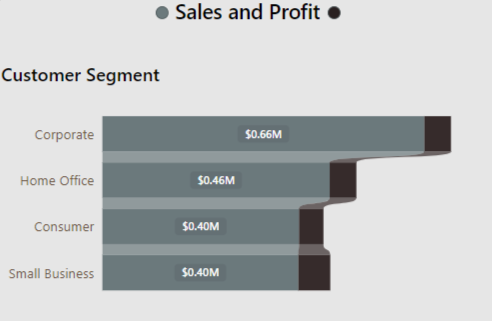 Sales and Profit
Customer Segment
Corporate $0.66M
Home Office $0.46M
Consumer $0.40M
Small Business $0.40M